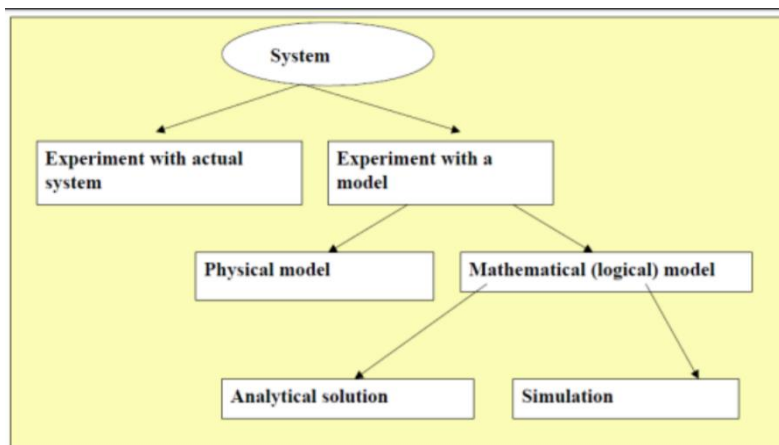 System
Experiment with actual
system
Experiment with a
model
Physical model
Mathematical (logical) model
Analytical solution
Simulation